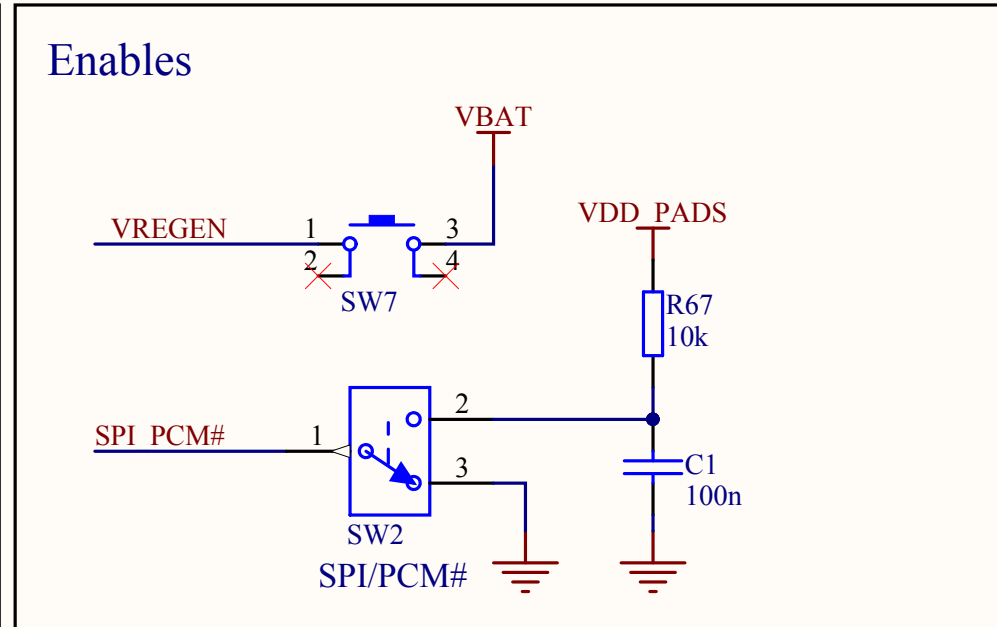 Enables
VBAT
VREGEN
1
3
2
4
SW7
VDD_PADS
R67
10k
SPI_PCM#
1
2
3
SW2
SPI/PCM#
C1
100n